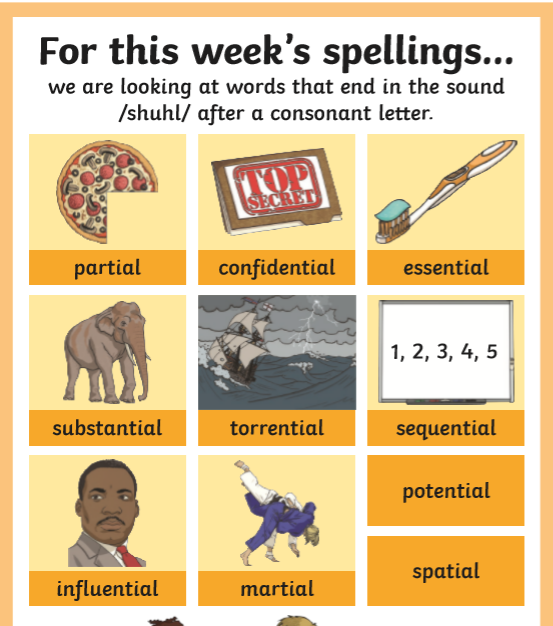 For this week's spellings...
we are looking at words that end in the sound
/shuhl/ after a consonant letter.
TOP
SECRET
partial
confidential
essential
1, 2, 3, 4, 5
substantial
torrential
sequential
potential
influential
martial
spatial